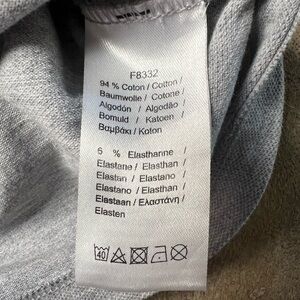 F8332
94 % Coton / Cotton /
Baumwolle / Cotone /
Algodón / Algodão /
Bomuld / Katoen /
Βαμβάκι / Koton
6 % Elasthanne /
Elastane / Elasthan /
Elastan / Elastano /
Elastano / Elasthan /
Elastaan / Ελαστάνη /
Elasten
40